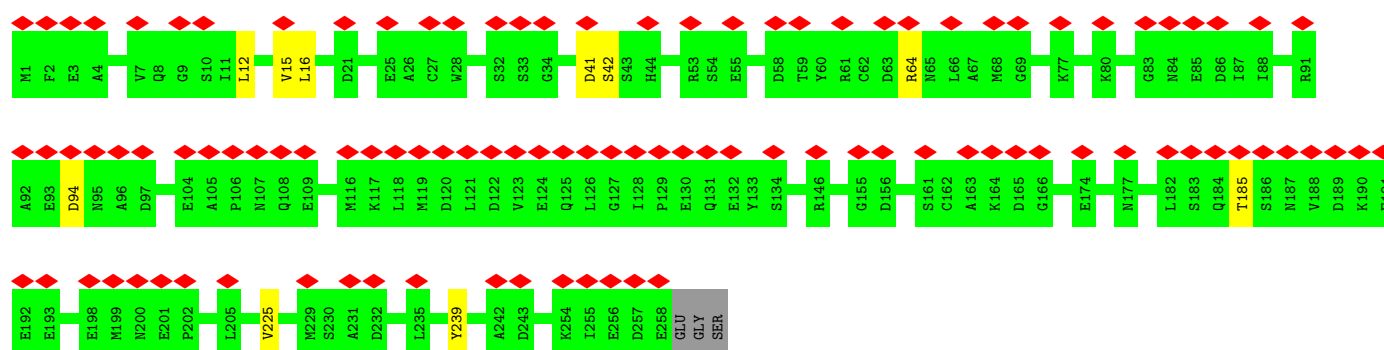 M1 F2 E3 A4 V7 Q8 G9 S10 I11 L12 V15 L16 D21 E25 A26 C27 W28 S32 S33 G34 D41 S42 S43 H44 R53 S54 E55 D58 T59 Y60 R61 C62 D63 R64 N65 L66 A67 M68 G69 K77 K80 G83 N84 E85 D86 I87 I88 R91
A92 E93 D94 N95 A96 D97 E104 A105 P106 N107 Q108 E109 M116 K117 L118 M119 D120 L121 D122 V123 E124 Q125 L126 G127 I128 P129 E130 Q131 E132 Y133 S134 R146 G155 D156 S161 C162 A163 K164 D165 G166 E174 N177 L182 S183 Q184 T185 S186 N187 V188 D189 K190
E192 E193 E198 M199 N200 E201 P202 L205 V225 M229 S230 A231 D232 L235 Y239 A242 D243 K254 I255 E256 D257 E258 GLU GLY SER